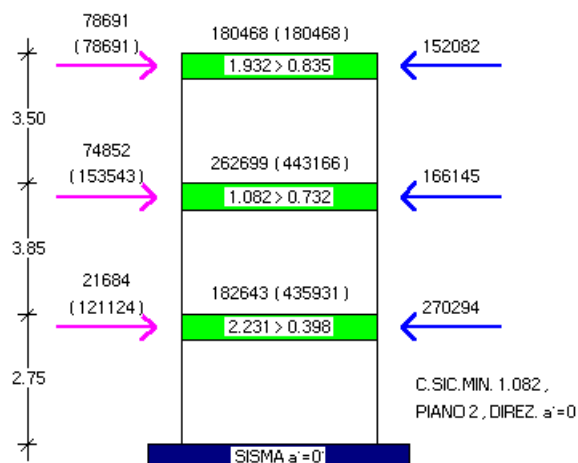 78691
(78691)
180468 (180468)
152082
1.932 > 0.835
3.50
74852
(153543)
262699 (443166)
166145
1.082 > 0.732
3.85
21684
(121124)
182643 (435931)
270294
2.231 > 0.398
2.75
C.SIC.MIN. 1.082 ,
PIANO 2 , DIREZ. a'=0
SISMA a'=0'